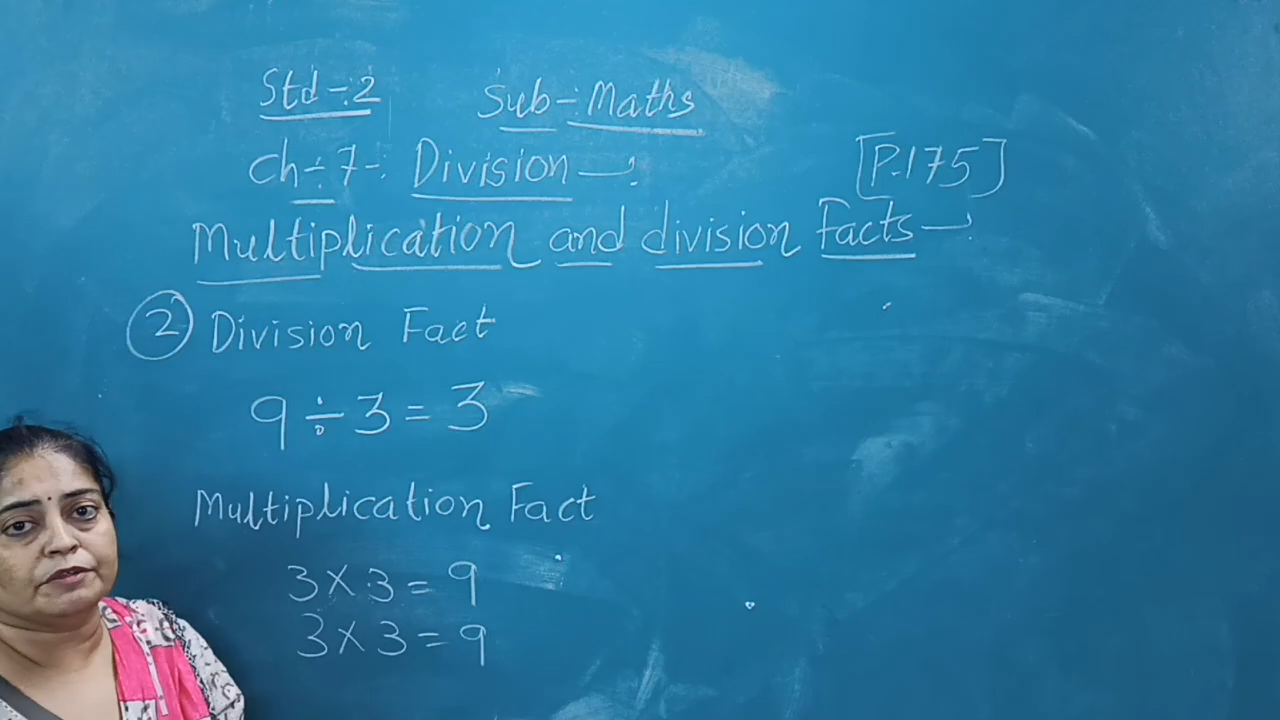 Std-:2 Sub-:Maths
Ch-:7-: Division-: [P.175]
Multiplication and division Facts-:
② Division Fact
9÷3=3
Multiplication Fact
3×3=9
3×3=9